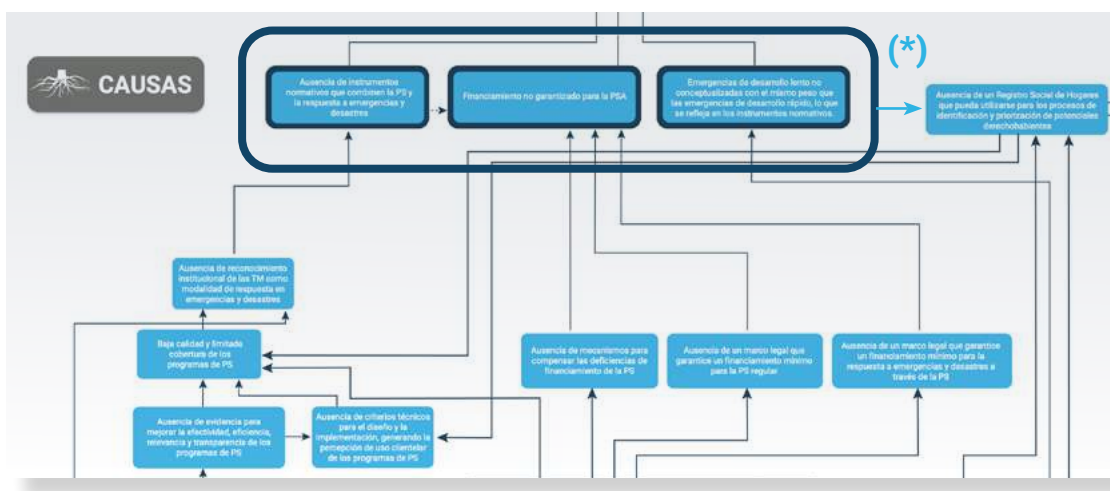 CAUSAS
(*)
Ausencia de instrumentos
normativos que combinen la PS y
la respuesta a emergencias y
desastres
Financiamiento no garantizado para la PSA
Emergencias de desarrollo lento no
conceptualizadas con el mismo peso que
las emergencias de desarrollo rápido, lo que
se refleja en los instrumentos normativos.
Ausencia de un Registro Social de Hogares
que pueda utilizarse para los procesos de
identificación y priorización de potenciales
derechohabientes
Ausencia de reconocimiento
institucional de las TM como
modalidad de respuesta en
emergencias y desastres
Baja calidad y limitada
cobertura de los
programas de PS
Ausencia de mecanismos para
compensar las deficiencias de
financiamiento de la PS
Ausencia de un marco legal que
garantice un financiamiento mínimo
para la PS regular
Ausencia de un marco legal que garantice
un financiamiento mínimo para la
respuesta a emergencias y desastres a
través de la PS
Ausencia de evidencia para
mejorar la efectividad, eficiencia,
relevancia y transparencia de los
programas de PS
Ausencia de criterios técnicos
para el diseño y la
implementación, generando la
percepción de uso clientelar
de los programas de PS